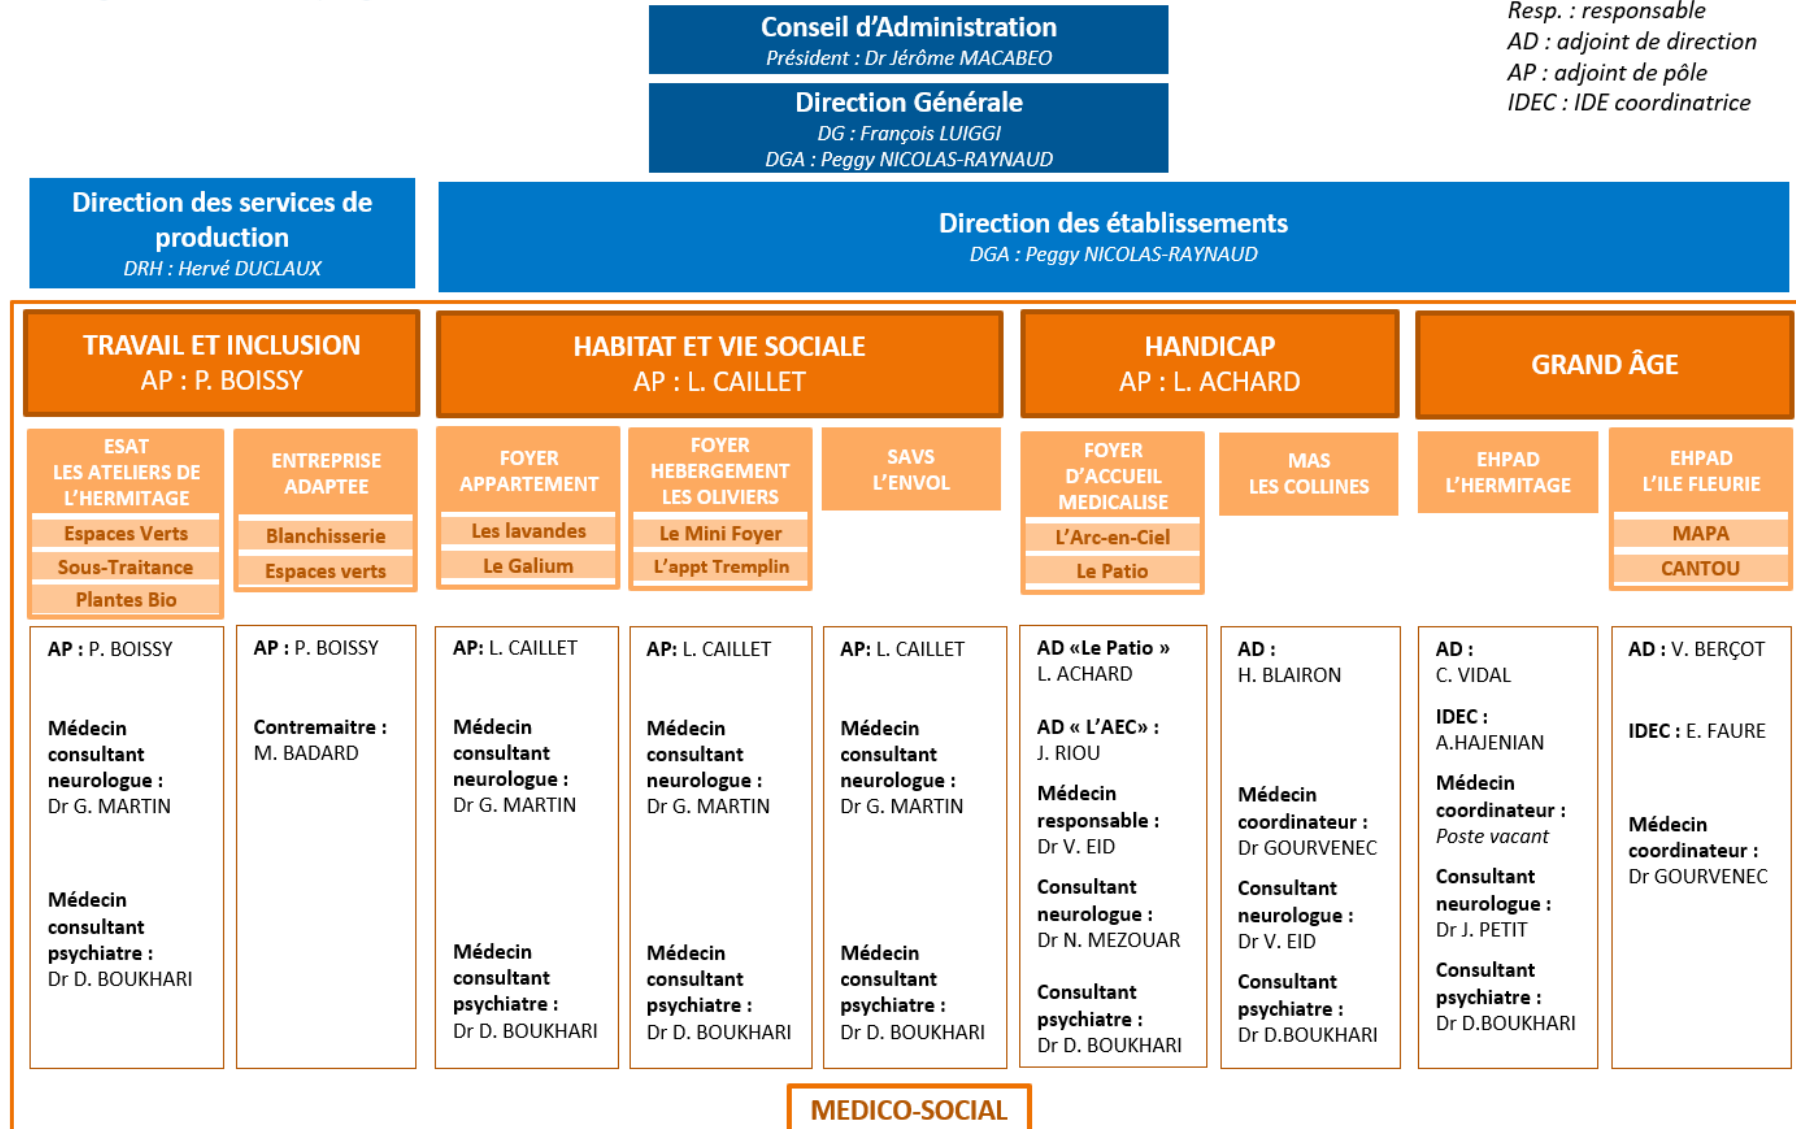 Resp. : responsable
AD : adjoint de direction
AP : adjoint de pôle
IDEC : IDE coordinatrice
Conseil d'Administration
Président : Dr Jérôme MACABEO
Direction Générale
DG : François LUIGGI
DGA : Peggy NICOLAS-RAYNAUD
Direction des services de
production
DRH : Hervé DUCLAUX
Direction des établissements
DGA : Peggy NICOLAS-RAYNAUD
TRAVAIL ET INCLUSION
AP : P. BOISSY
HABITAT ET VIE SOCIALE
AP : L. CAILLET
HANDICAP
AP : L. ACHARD
GRAND ÂGE
ESAT
LES ATELIERS DE
L'HERMITAGE
Espaces Verts
Sous-Traitance
Plantes Bio
ENTREPRISE
ADAPTEE
Blanchisserie
Espaces verts
FOYER
APPARTEMENT
Les lavandes
Le Galium
FOYER
HEBERGEMENT
LES OLIVIERS
Le Mini Foyer
L'appt Tremplin
SAVS
L'ENVOL
FOYER
D'ACCUEIL
MEDICALISE
L'Arc-en-Ciel
Le Patio
MAS
LES COLLINES
EHPAD
L'HERMITAGE
EHPAD
L'ILE FLEURIE
MAPA
CANTOU
AP : P. BOISSY
Médecin
consultant
neurologue :
Dr G. MARTIN
Médecin
consultant
psychiatre :
Dr D. BOUKHARI
AP : P. BOISSY
Contremaitre :
M. BADARD
AP: L. CAILLET
Médecin
consultant
neurologue :
Dr G. MARTIN
Médecin
consultant
psychiatre :
Dr D. BOUKHARI
AP: L. CAILLET
Médecin
consultant
neurologue :
Dr G. MARTIN
Médecin
consultant
psychiatre :
Dr D. BOUKHARI
AP: L. CAILLET
Médecin
consultant
neurologue :
Dr G. MARTIN
Médecin
consultant
psychiatre :
Dr D. BOUKHARI
AD «Le Patio »
L. ACHARD
AD « L'AEC» :
J. RIOU
Médecin
responsable :
Dr V. EID
Consultant
neurologue :
Dr N. MEZOUAR
Consultant
psychiatre :
Dr D. BOUKHARI
AD :
H. BLAIRON
Médecin
coordinateur :
Dr GOURVENEC
Consultant
neurologue :
Dr V. EID
Consultant
psychiatre :
Dr D.BOUKHARI
AD :
C. VIDAL
IDEC :
A.HAJENIAN
Médecin
coordinateur :
Poste vacant
Consultant
neurologue :
Dr J. PETIT
Consultant
psychiatre :
Dr D.BOUKHARI
AD : V. BERÇOT
IDEC : E. FAURE
Médecin
coordinateur :
Dr GOURVENEC
MEDICO-SOCIAL